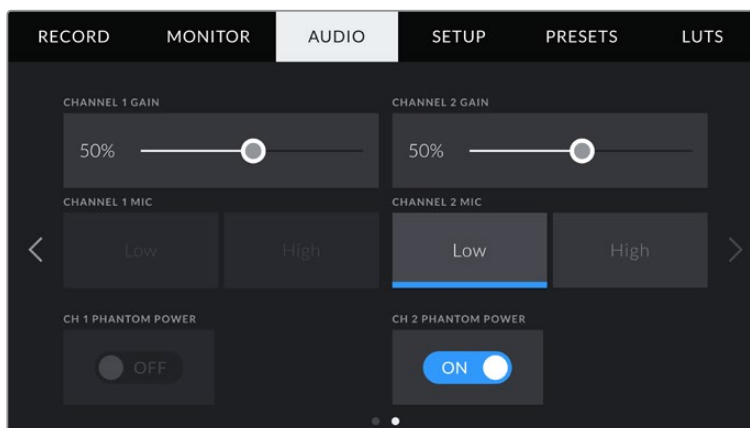 RECORD MONITOR AUDIO SETUP PRESETS LUTS
CHANNEL 1 GAIN CHANNEL 2 GAIN
50% 50%
CHANNEL 1 MIC CHANNEL 2 MIC
Low High Low High
CH 1 PHANTOM POWER CH 2 PHANTOM POWER
OFF ON